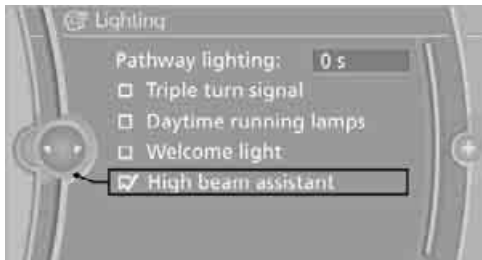 Lighting
Pathway lighting: 0 s
Triple turn signal
Daytime running lamps
Welcome light
High beam assistant